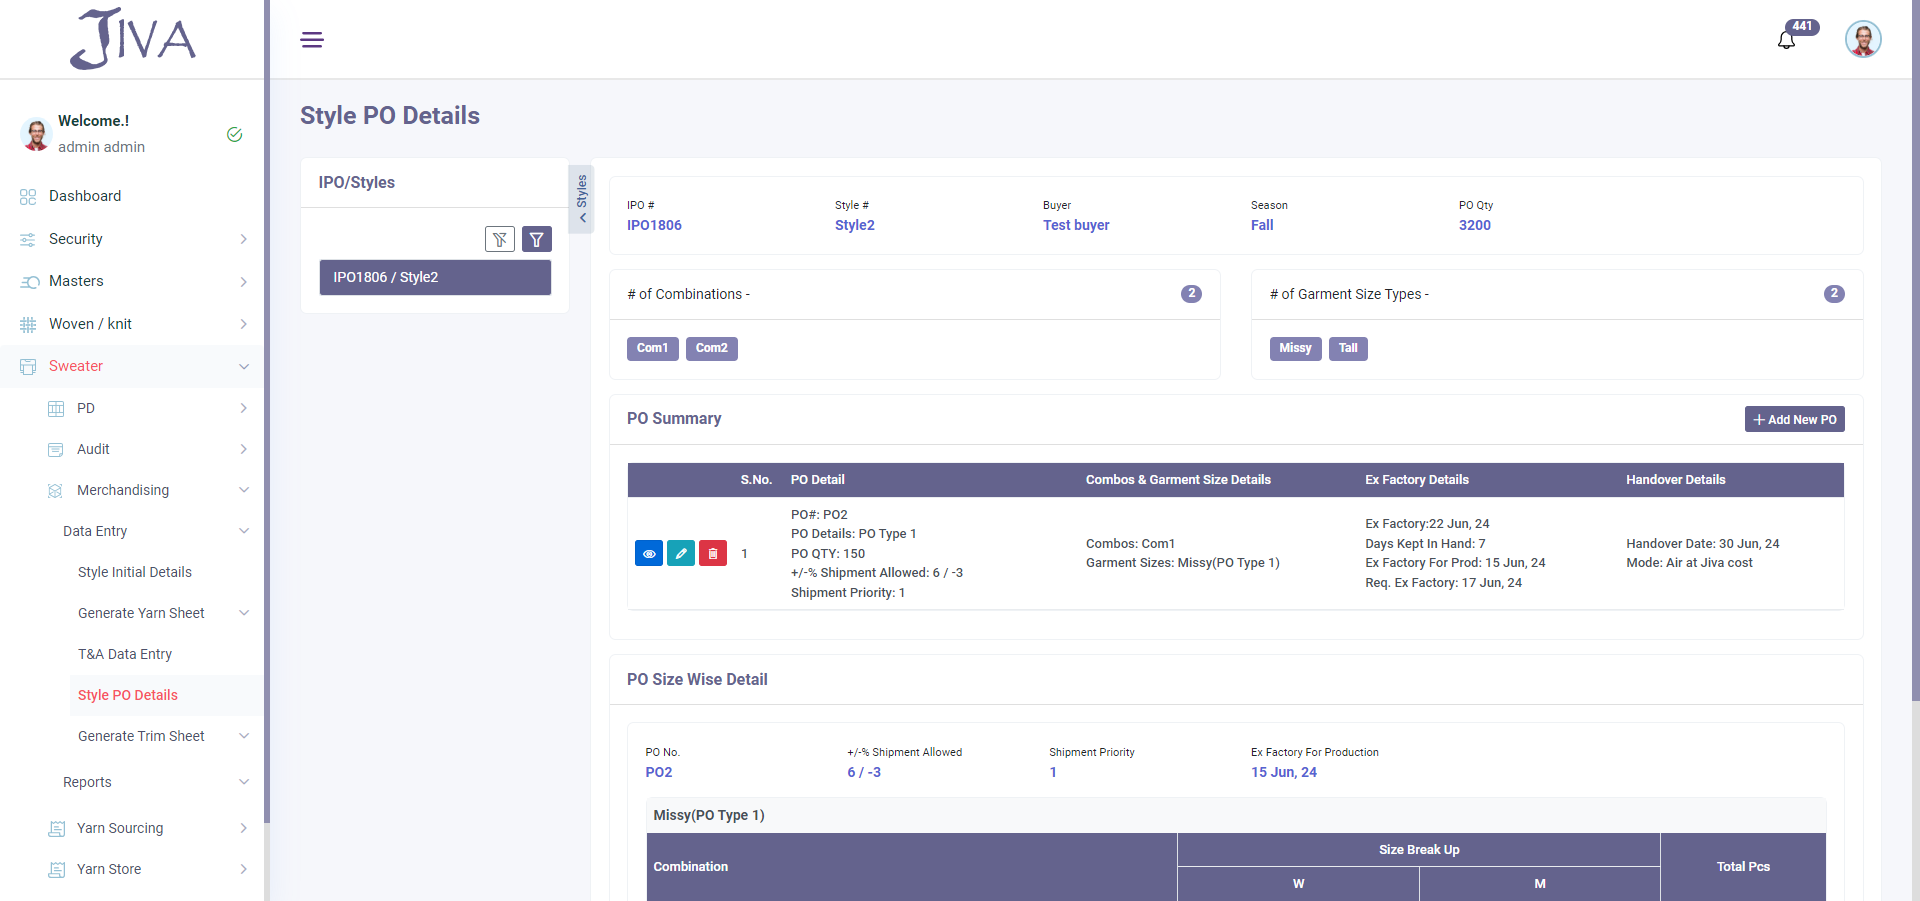 JIVA
441
Welcome.!
admin admin
Dashboard
Security
Masters
Woven / knit
Sweater
PD
Audit
Merchandising
Data Entry
Style Initial Details
Generate Yarn Sheet
T&A Data Entry
Style PO Details
Generate Trim Sheet
Reports
Yarn Sourcing
Yarn Store
Style PO Details
IPO/Styles
IPO1806 / Style2
Styles
IPO # Style # Buyer Season PO Qty
IPO1806 Style2 Test buyer Fall 3200
# of Combinations - 2
Com1 Com2
# of Garment Size Types - 2
Missy Tall
PO Summary
Add New PO
S.No. PO Detail Combos & Garment Size Details Ex Factory Details Handover Details
1
PO#: PO2
PO Details: PO Type 1
PO QTY: 150
+/-% Shipment Allowed: 6 / -3
Shipment Priority: 1
Combos: Com1
Garment Sizes: Missy(PO Type 1)
Ex Factory:22 Jun, 24
Days Kept In Hand: 7
Ex Factory For Prod: 15 Jun, 24
Req. Ex Factory: 17 Jun, 24
Handover Date: 30 Jun, 24
Mode: Air at Jiva cost
PO Size Wise Detail
PO No. +/-% Shipment Allowed Shipment Priority Ex Factory For Production
PO2 6 / -3 1 15 Jun, 24
Missy(PO Type 1)
Combination Size Break Up Total Pcs
W M